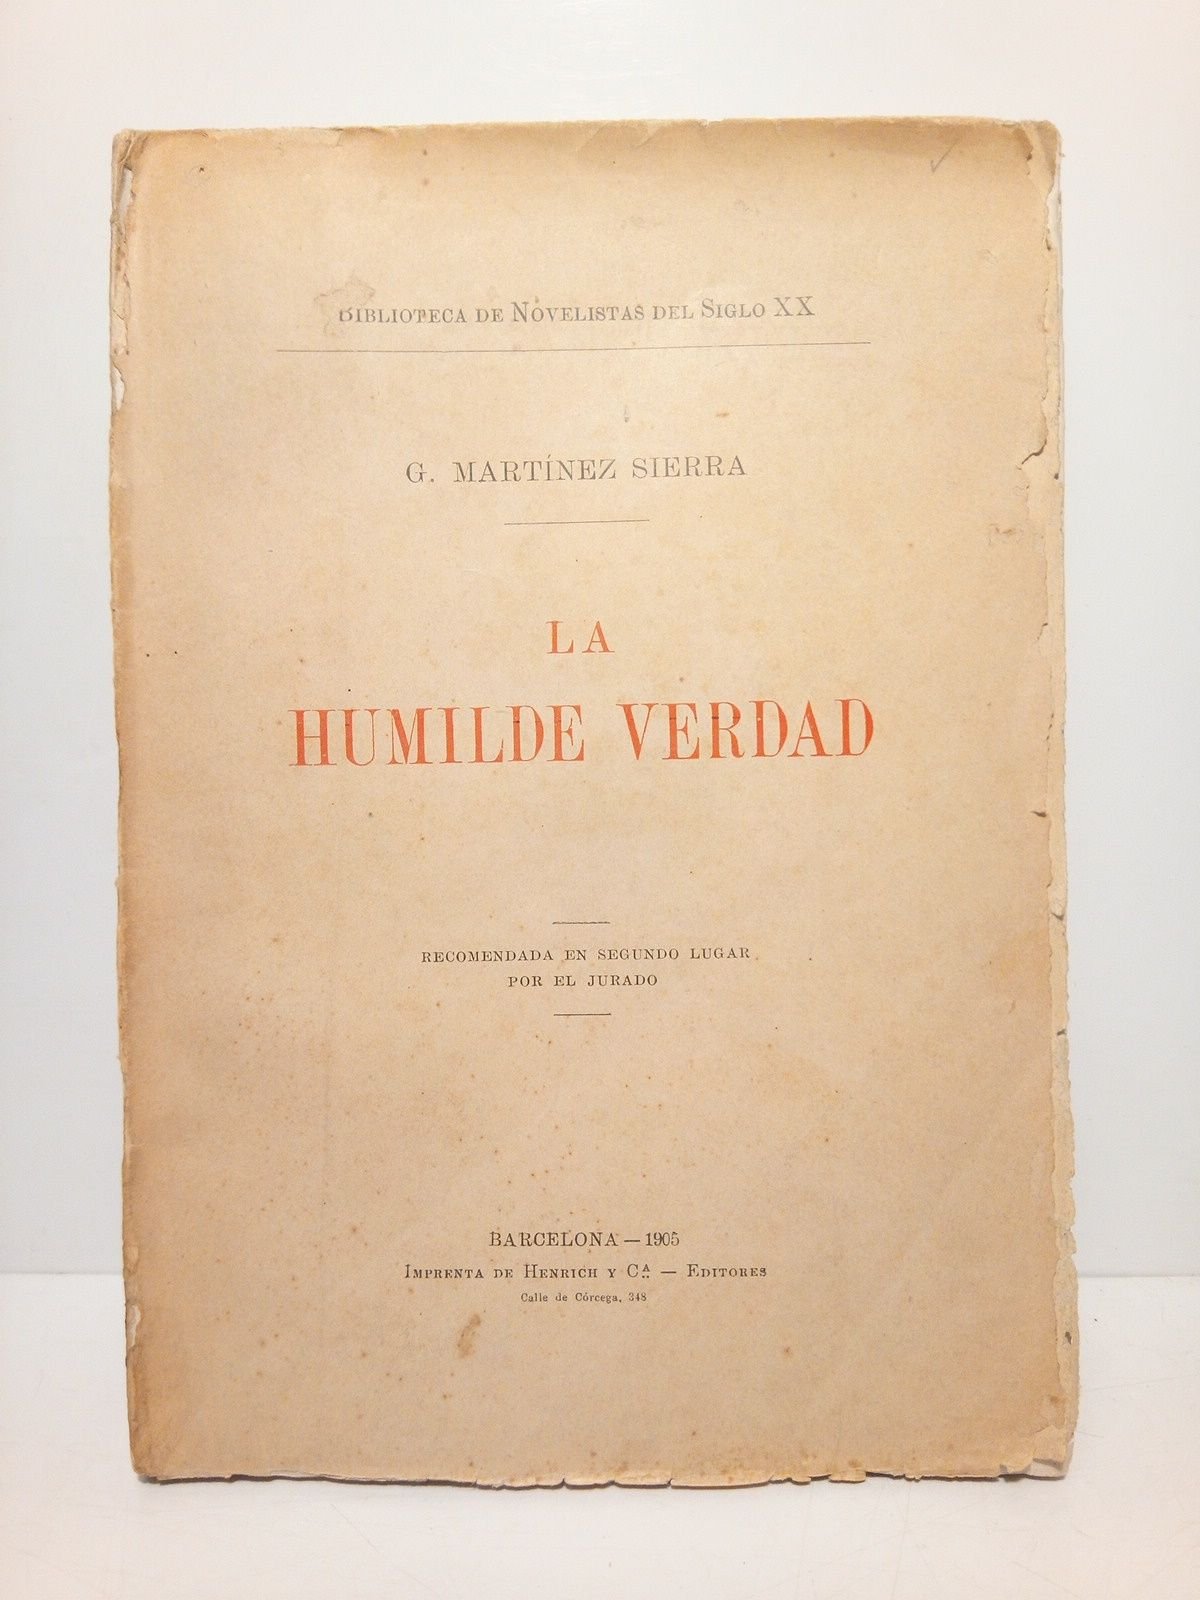 BIBLIOTECA DE NOVELISTAS DEL SIGLO XX
G. MARTÍNEZ SIERRA
LA
HUMILDE VERDAD
RECOMENDADA EN SEGUNDO LUGAR
POR EL JURADO
BARCELONA — 1905
IMPRENTA DE HENRICH Y C.ª — EDITORES
Calle de Córcega, 348